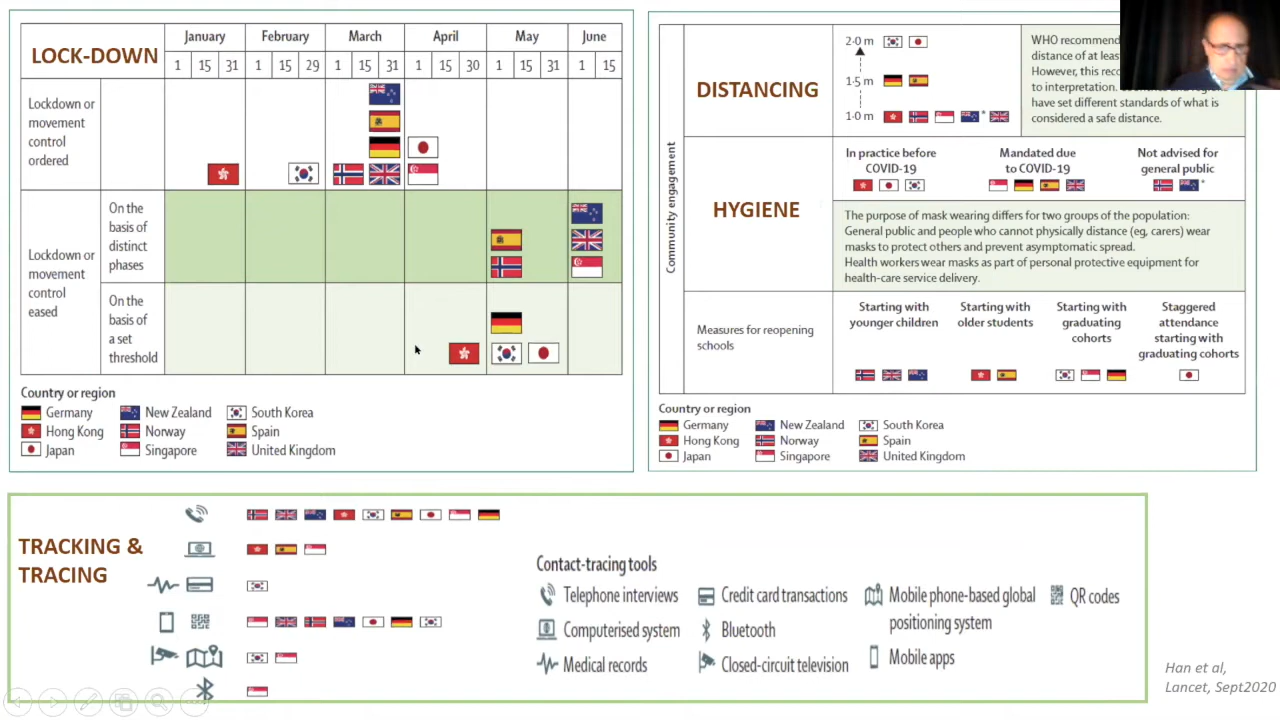 LOCK-DOWN
January February March April May June
1 15 31 1 15 29 1 15 31 1 15 30 1 15 31 1 15
Lockdown or
movement
control
ordered
Lockdown or
movement
control
eased
On the
basis of
distinct
phases
On the
basis of
a set
threshold
Country or region
Germany New Zealand South Korea
Hong Kong Norway Spain
Japan Singapore United Kingdom
Community engagement
DISTANCING
2·0 m
1·5 m
1·0 m
*
WHO recommend
distance of at leas
However, this reco
to interpretation.
have set different standards of what is
considered a safe distance.
HYGIENE
In practice before
COVID-19
Mandated due
to COVID-19
Not advised for
general public
*
The purpose of mask wearing differs for two groups of the population:
General public and people who cannot physically distance (eg, carers) wear
masks to protect others and prevent asymptomatic spread.
Health workers wear masks as part of personal protective equipment for
health-care service delivery.
Measures for reopening
schools
Starting with
younger children
Starting with
older students
Starting with
graduating
cohorts
Staggered
attendance
starting with
graduating cohorts
Country or region
Germany New Zealand South Korea
Hong Kong Norway Spain
Japan Singapore United Kingdom
TRACKING &
TRACING
Contact-tracing tools
Telephone interviews Credit card transactions Mobile phone-based global QR codes
positioning system
Computerised system Bluetooth
Medical records Closed-circuit television Mobile apps
Han et al,
Lancet, Sept2020